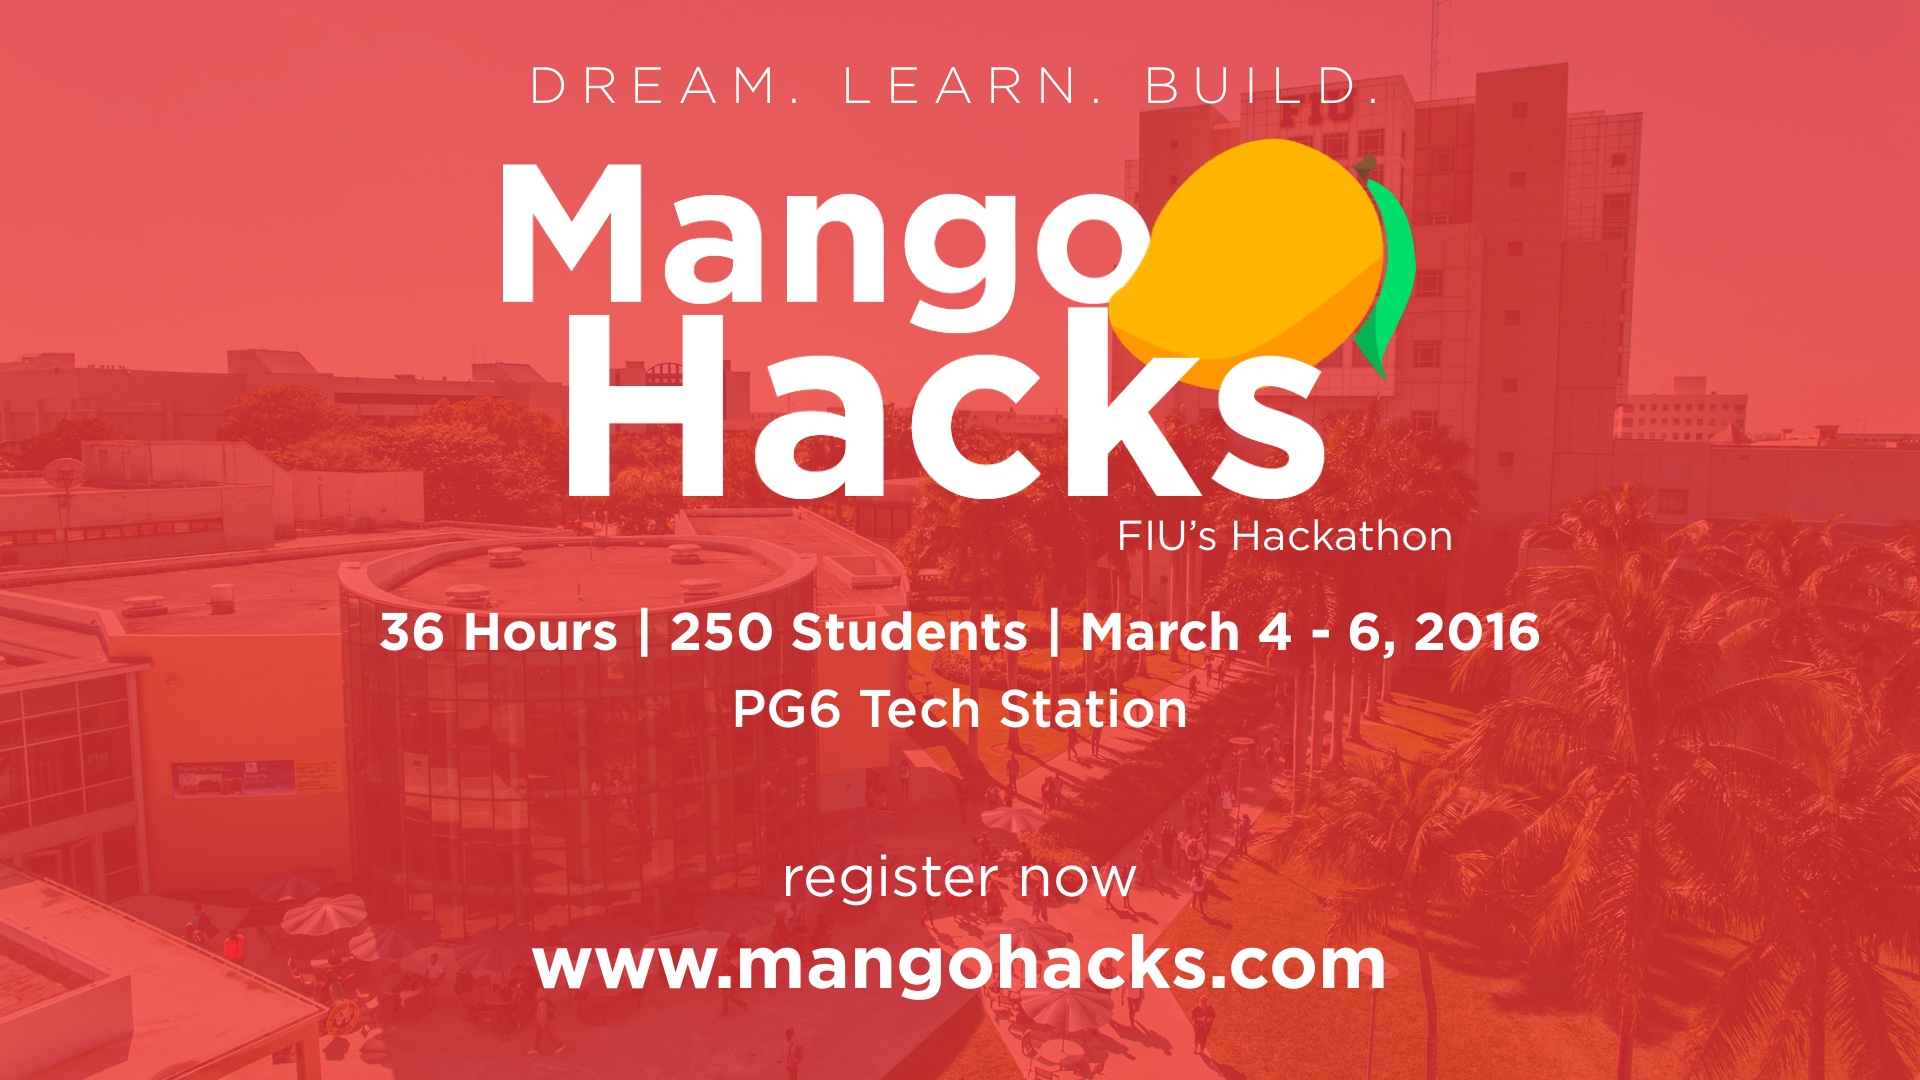 DREAM. LEARN. BUILD.
FIU
Mango
Hacks
FIU's Hackathon
36 Hours | 250 Students | March 4 - 6, 2016
PG6 Tech Station
register now
www.mangohacks.com